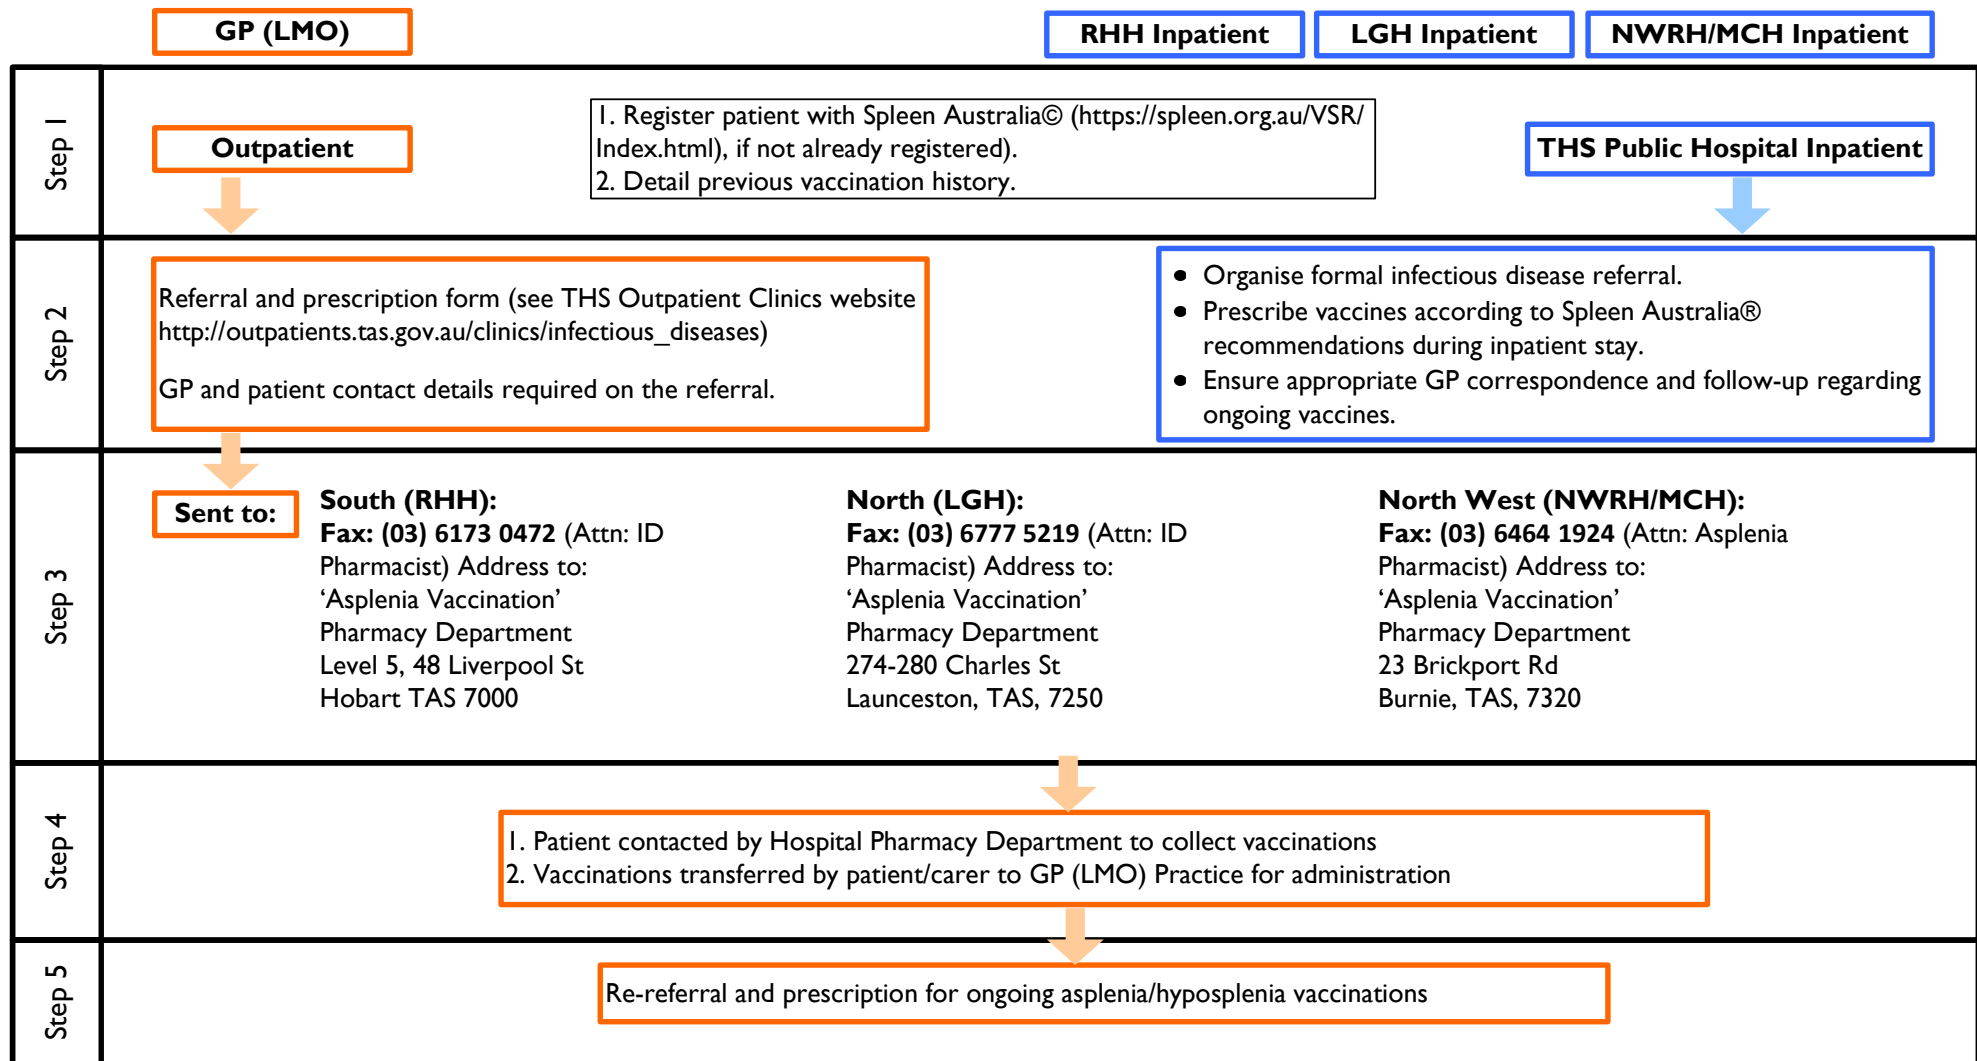 GP (LMO)
RHH Inpatient
LGH Inpatient
NWRH/MCH Inpatient
Step 1
Outpatient
1. Register patient with Spleen Australia© (https://spleen.org.au/VSR/
Index.html), if not already registered).
2. Detail previous vaccination history.
THS Public Hospital Inpatient
Step 2
Referral and prescription form (see THS Outpatient Clinics website
http://outpatients.tas.gov.au/clinics/infectious_diseases)
GP and patient contact details required on the referral.
• Organise formal infectious disease referral.
• Prescribe vaccines according to Spleen Australia®
recommendations during inpatient stay.
• Ensure appropriate GP correspondence and follow-up regarding
ongoing vaccines.
Step 3
Sent to:
South (RHH):
Fax: (03) 6173 0472 (Attn: ID
Pharmacist) Address to:
‘Asplenia Vaccination’
Pharmacy Department
Level 5, 48 Liverpool St
Hobart TAS 7000
North (LGH):
Fax: (03) 6777 5219 (Attn: ID
Pharmacist) Address to:
‘Asplenia Vaccination’
Pharmacy Department
274-280 Charles St
Launceston, TAS, 7250
North West (NWRH/MCH):
Fax: (03) 6464 1924 (Attn: Asplenia
Pharmacist) Address to:
‘Asplenia Vaccination’
Pharmacy Department
23 Brickport Rd
Burnie, TAS, 7320
Step 4
1. Patient contacted by Hospital Pharmacy Department to collect vaccinations
2. Vaccinations transferred by patient/carer to GP (LMO) Practice for administration
Step 5
Re-referral and prescription for ongoing asplenia/hyposplenia vaccinations